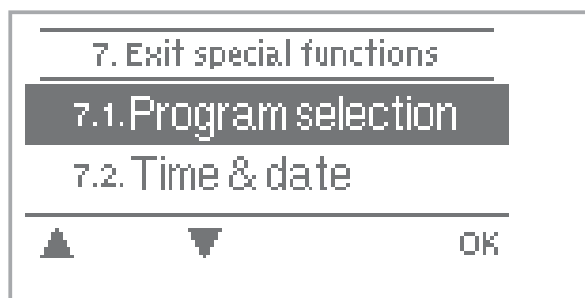 7. Exit special functions
7.1. Program selection
7.2. Time & date
OK